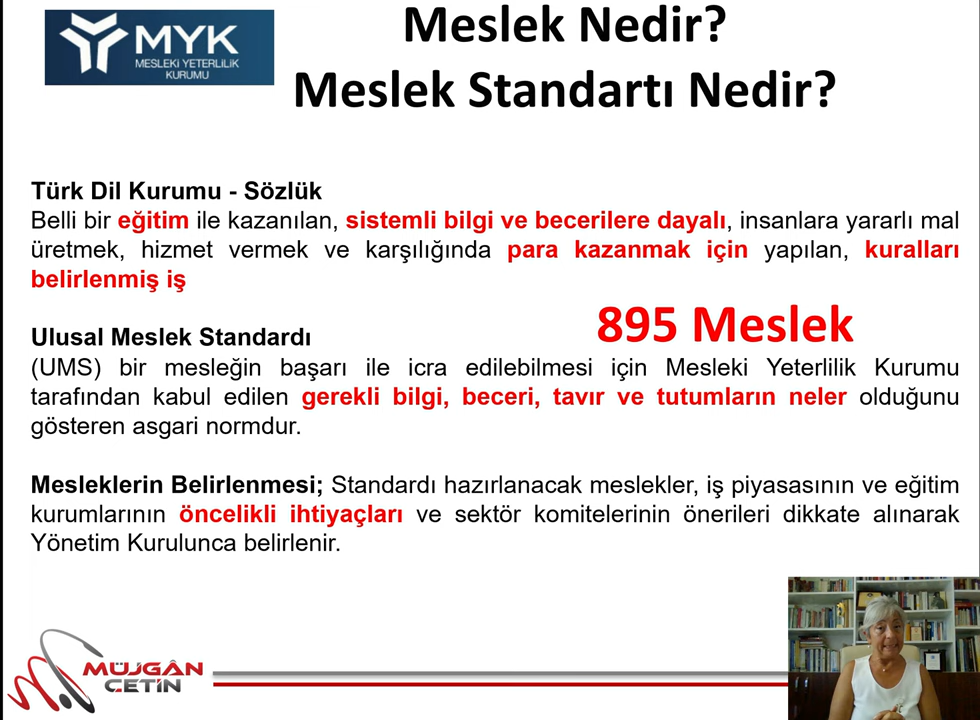 MYK
MESLEKİ YETERLİLİK
KURUMU
Meslek Nedir?
Meslek Standartı Nedir?
Türk Dil Kurumu - Sözlük
Belli bir eğitim ile kazanılan, sistemli bilgi ve becerilere dayalı, insanlara yararlı mal
üretmek, hizmet vermek ve karşılığında para kazanmak için yapılan, kuralları
belirlenmiş iş
895 Meslek
Ulusal Meslek Standardı
(UMS) bir mesleğin başarı ile icra edilebilmesi için Mesleki Yeterlilik Kurumu
tarafından kabul edilen gerekli bilgi, beceri, tavır ve tutumların neler olduğunu
gösteren asgari normdur.
Mesleklerin Belirlenmesi; Standardı hazırlanacak meslekler, iş piyasasının ve eğitim
kurumlarının öncelikli ihtiyaçları ve sektör komitelerinin önerileri dikkate alınarak
Yönetim Kurulunca belirlenir.
MÜJGÂN
ÇETİN